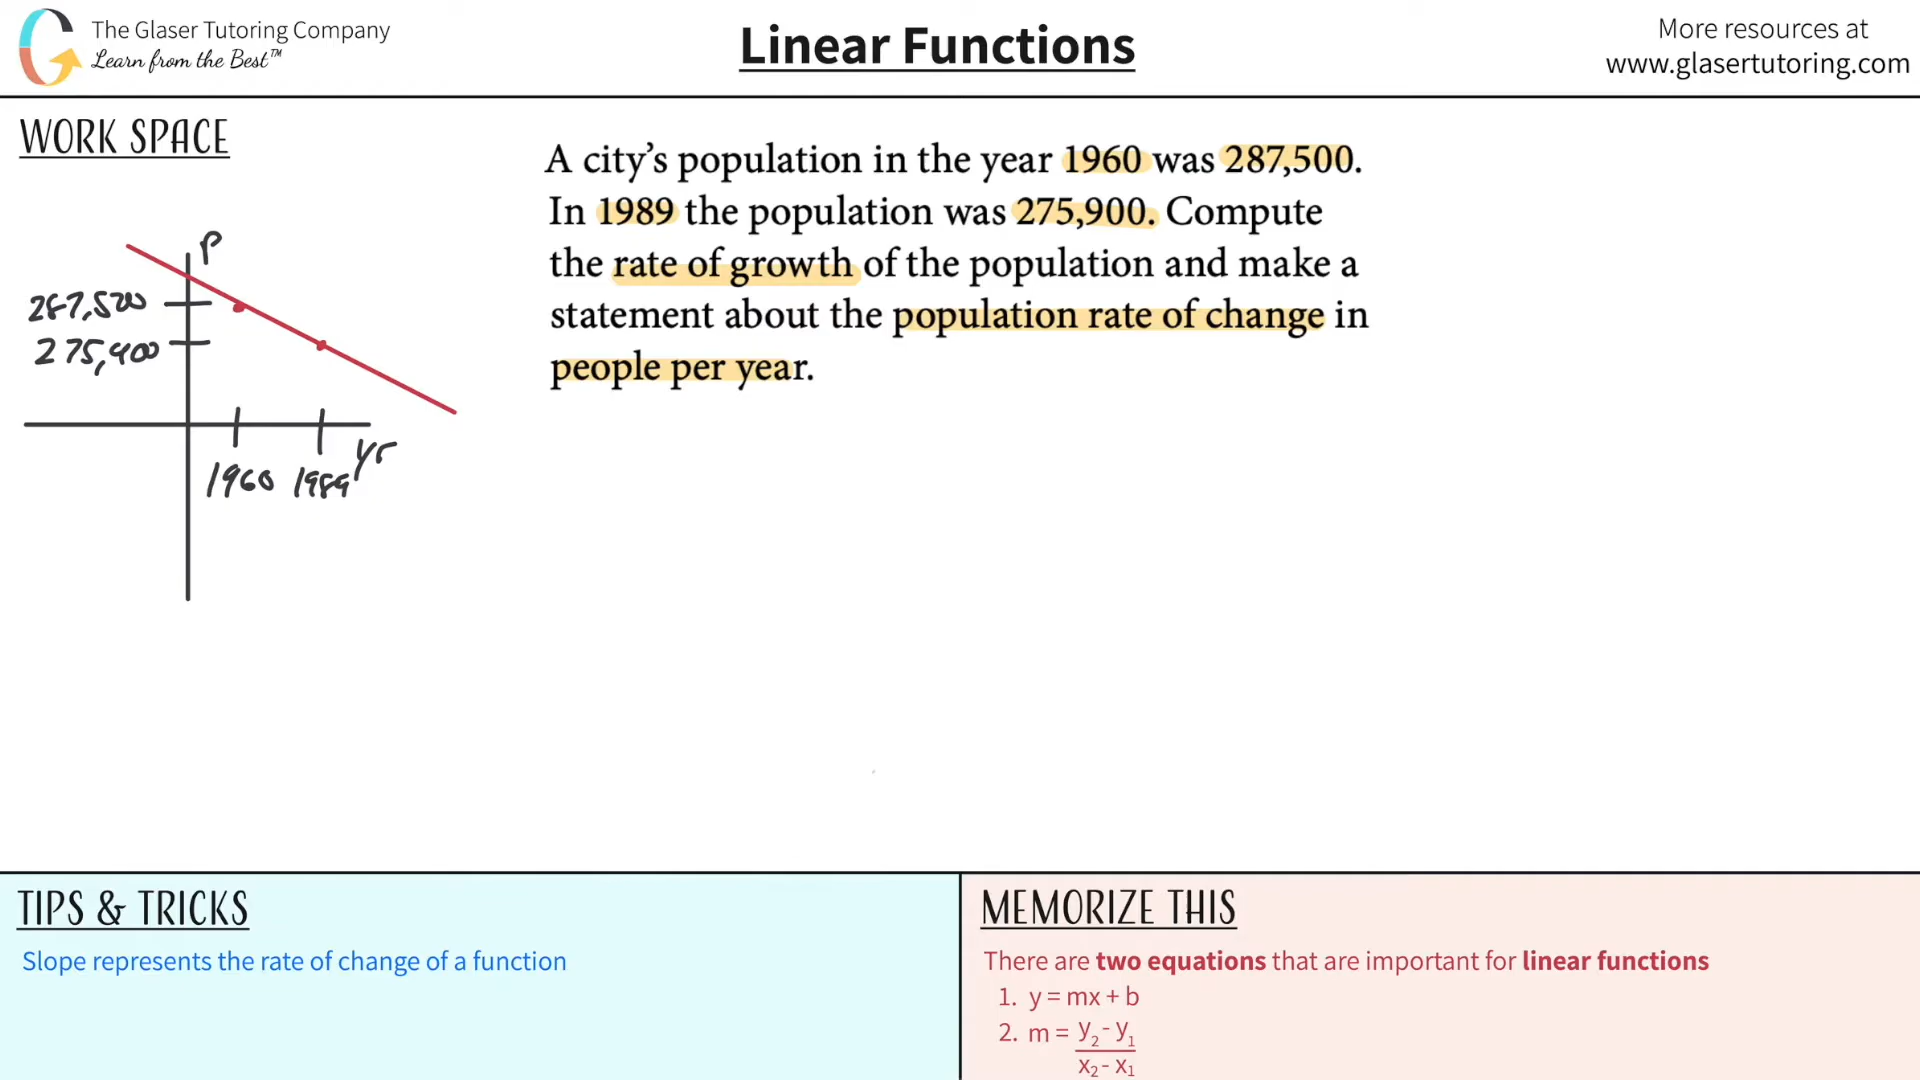 The Glaser Tutoring Company
Learn from the Best™
Linear Functions
More resources at
www.glasertutoring.com
WORK SPACE
A city's population in the year 1960 was 287,500.
In 1989 the population was 275,900. Compute
the rate of growth of the population and make a
statement about the population rate of change in
people per year.
P
287,500
275,900
yr
1960 1989
TIPS & TRICKS
Slope represents the rate of change of a function
MEMORIZE THIS
There are two equations that are important for linear functions
1. y = mx + b
2. m = y₂ - y₁
x₂ - x₁